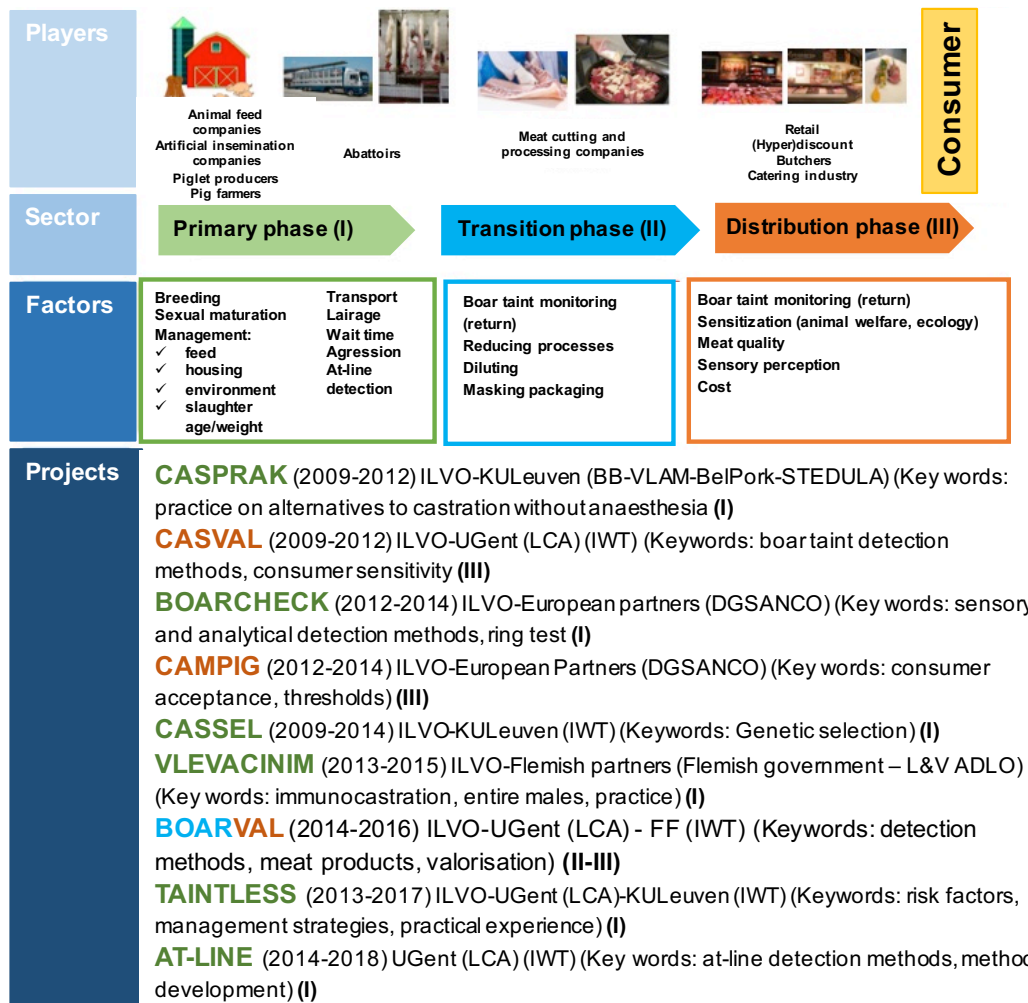 Players
Animal feed
companies
Artificial insemination
companies
Piglet producers
Pig farmers
Abattoirs
Meat cutting and
processing companies
Retail
(Hyper)discount
Butchers
Catering industry
Consumer
Sector
Primary phase (I)
Transition phase (II)
Distribution phase (III)
Factors
Breeding
Sexual maturation
Management:
✓ feed
✓ housing
✓ environment
✓ slaughter
age/weight
Transport
Lairage
Wait time
Agression
At-line
detection
Boar taint monitoring
(return)
Reducing processes
Diluting
Masking packaging
Boar taint monitoring (return)
Sensitization (animal welfare, ecology)
Meat quality
Sensory perception
Cost
Projects
CASPRAK (2009-2012) ILVO-KULeuven (BB-VLAM-BelPork-STEDULA) (Key words:
practice on alternatives to castration without anaesthesia (I)
CASVAL (2009-2012) ILVO-UGent (LCA) (IWT) (Keywords: boar taint detection
methods, consumer sensitivity (III)
BOARCHECK (2012-2014) ILVO-European partners (DGSANCO) (Key words: sensory
and analytical detection methods, ring test (I)
CAMPIG (2012-2014) ILVO-European Partners (DGSANCO) (Key words: consumer
acceptance, thresholds) (III)
CASSEL (2009-2014) ILVO-KULeuven (IWT) (Keywords: Genetic selection) (I)
VLEVACINIM (2013-2015) ILVO-Flemish partners (Flemish government – L&V ADLO)
(Key words: immunocastration, entire males, practice) (I)
BOARVAL (2014-2016) ILVO-UGent (LCA) - FF (IWT) (Keywords: detection
methods, meat products, valorisation) (II-III)
TAINTLESS (2013-2017) ILVO-UGent (LCA)-KULeuven (IWT) (Keywords: risk factors,
management strategies, practical experience) (I)
AT-LINE (2014-2018) UGent (LCA) (IWT) (Key words: at-line detection methods, method
development) (I)